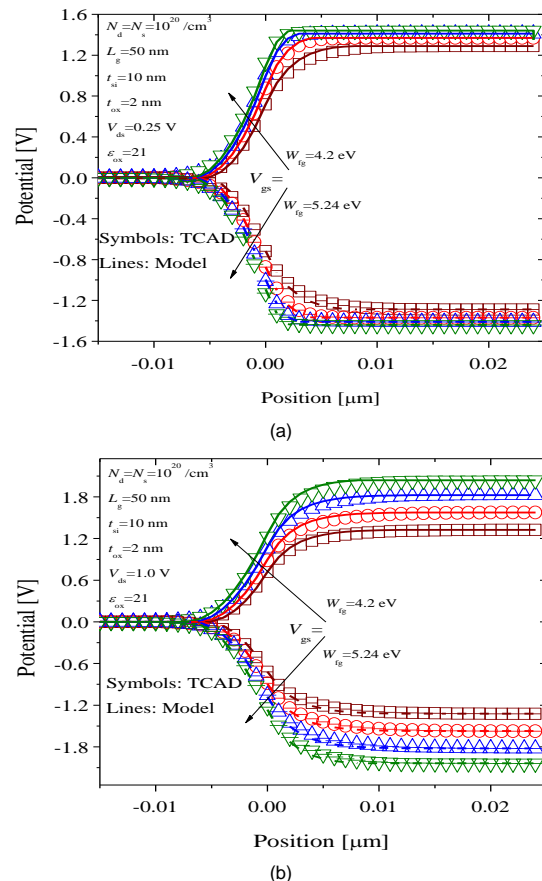 1.6
1.2
0.8
0.4
0.0
-0.4
-0.8
-1.2
-1.6
Potential [V]
N_d=N_s=10^20 /cm^3
L_g=50 nm
t_si=10 nm
t_ox=2 nm
V_ds=0.25 V
ε_ox=21
W_fg=4.2 eV
V_gs=
W_fg=5.24 eV
Symbols: TCAD
Lines: Model
-0.01 0.00 0.01 0.02
Position [μm]
(a)
1.8
1.2
0.6
0.0
-0.6
-1.2
-1.8
Potential [V]
N_d=N_s=10^20 /cm^3
L_g=50 nm
t_si=10 nm
t_ox=2 nm
V_ds=1.0 V
ε_ox=21
W_fg=4.2 eV
V_gs=
W_fg=5.24 eV
Symbols: TCAD
Lines: Model
-0.01 0.00 0.01 0.02
Position [μm]
(b)